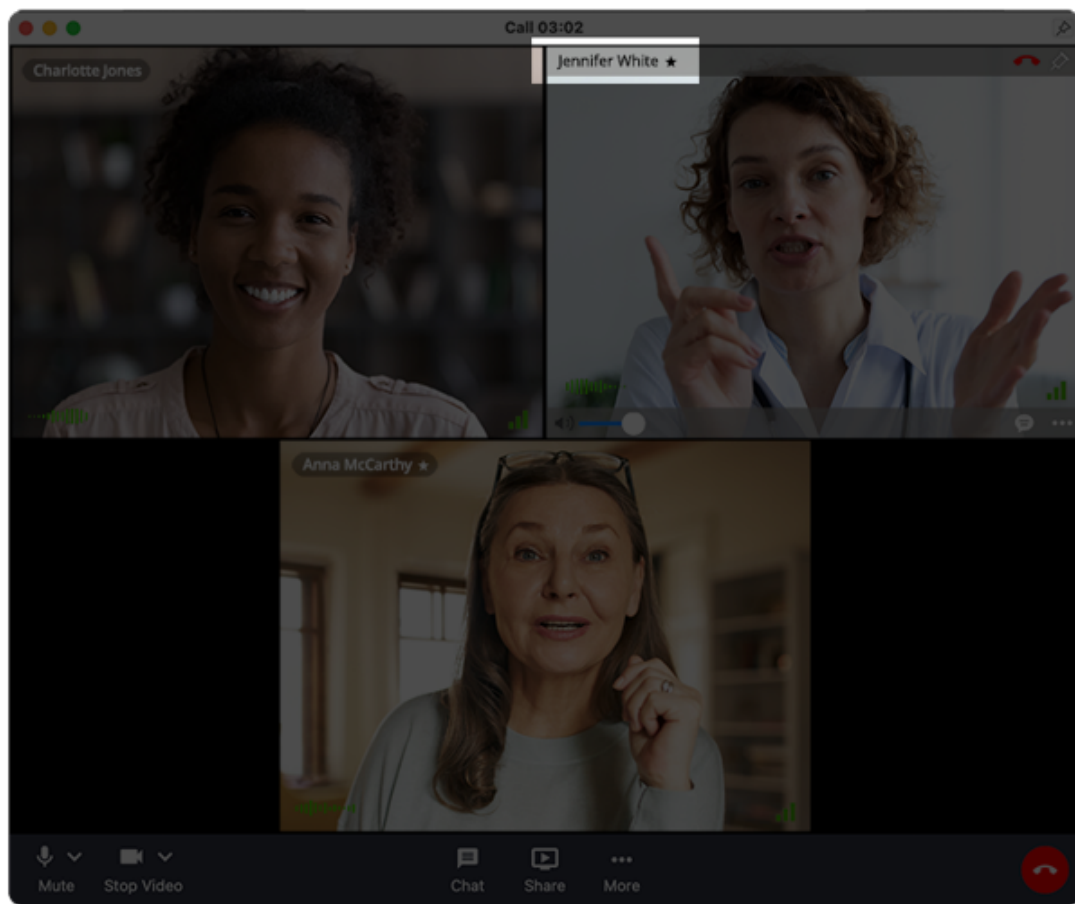 Call 03:02
Charlotte Jones
Jennifer White ★
Anna McCarthy ★
Mute
Stop Video
Chat
Share
More